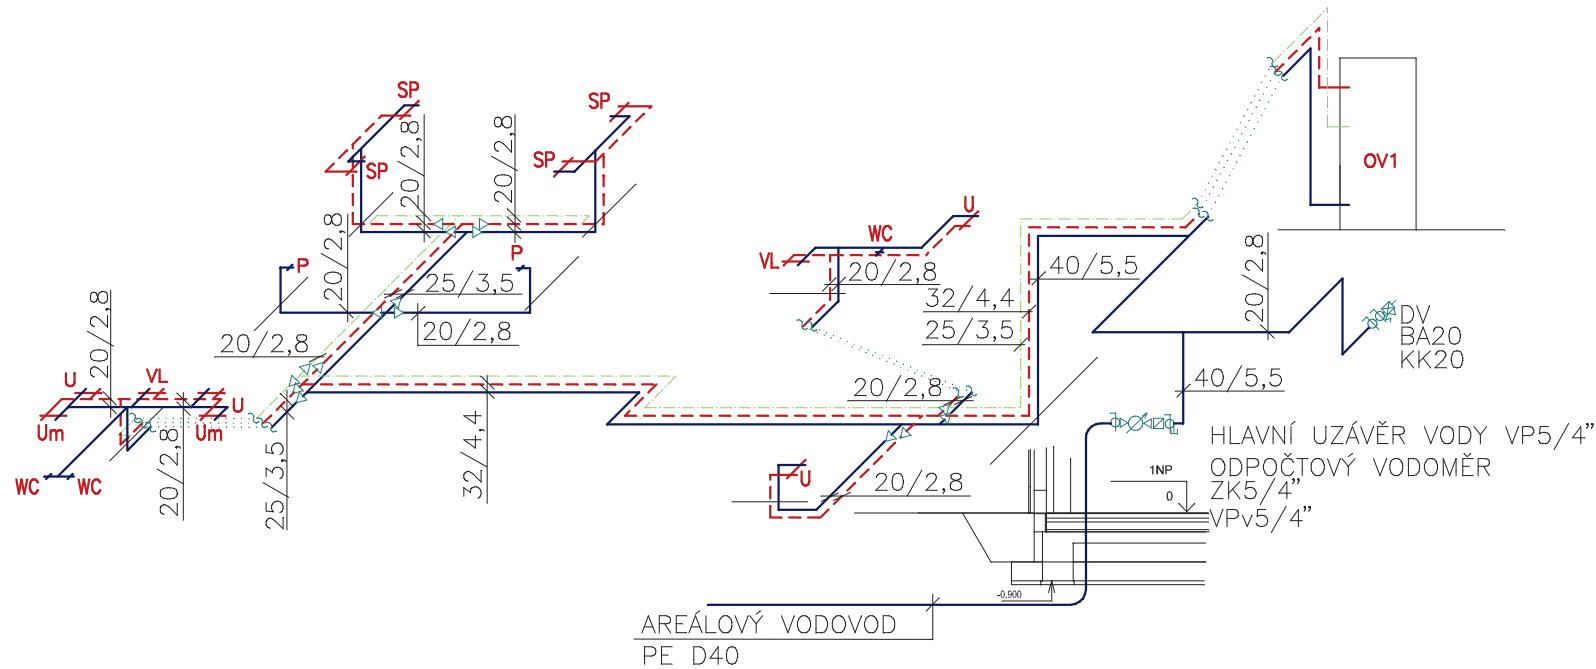 SP
SP
SP
SP
20/2,8
20/2,8
20/2,8
P
P
25/3,5
20/2,8
20/2,8
20/2,8
U
VL
U
Um
Um
WC
WC
20/2,8
25/3,5
32/4,4
U
WC
VL
20/2,8
32/4,4
25/3,5
40/5,5
20/2,8
U
20/2,8
OV1
20/2,8
DV
BA20
KK20
40/5,5
HLAVNÍ UZÁVĚR VODY VP5/4"
ODPOČTOVÝ VODOMĚR
ZK5/4"
VPv5/4"
1NP
0
-0,900
AREÁLOVÝ VODOVOD
PE D40